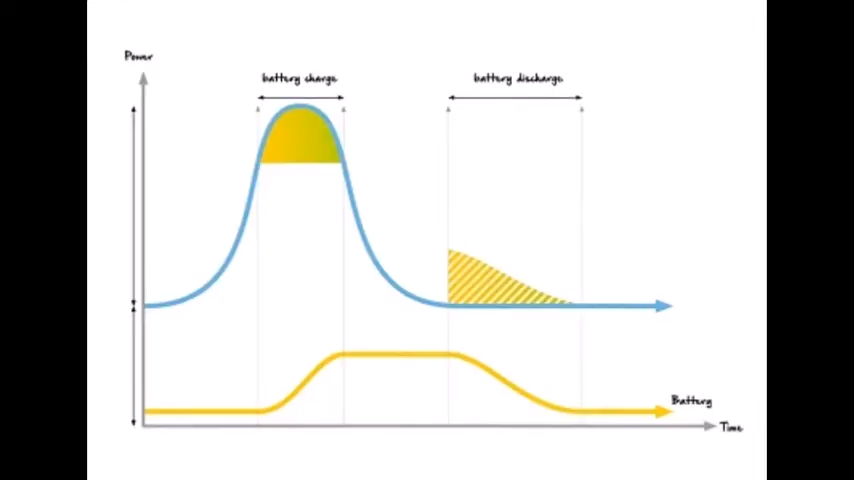 Power
battery charge
battery discharge
Battery
Time